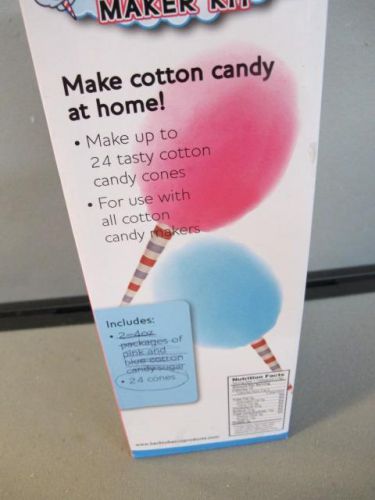 MAKER KIT
Make cotton candy
at home!
• Make up to
24 tasty cotton
candy cones
• For use with
all cotton
candy makers
Includes:
• 2-4oz
packages of
pink and
blue cotton
candy sugar
• 24 cones
Nutrition Facts